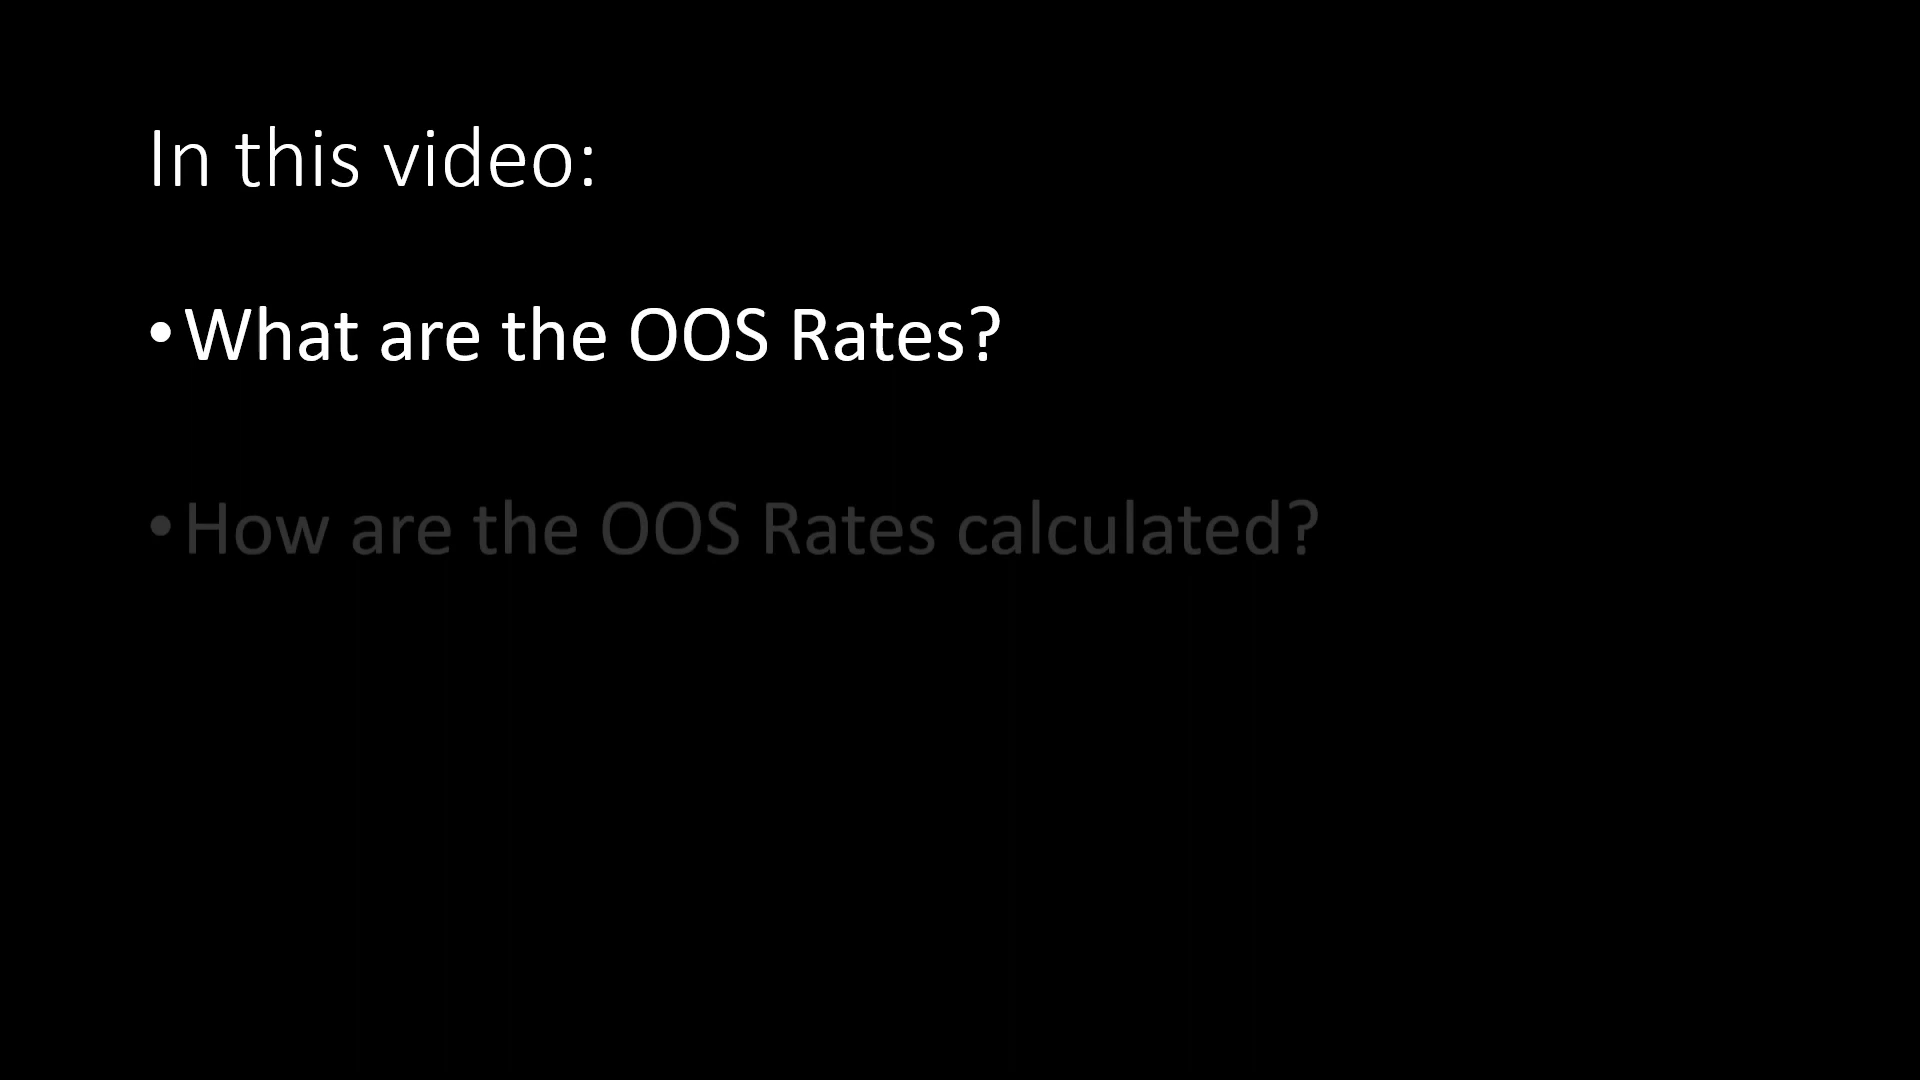 In this video:
•What are the OOS Rates?
•How are the OOS Rates calculated?